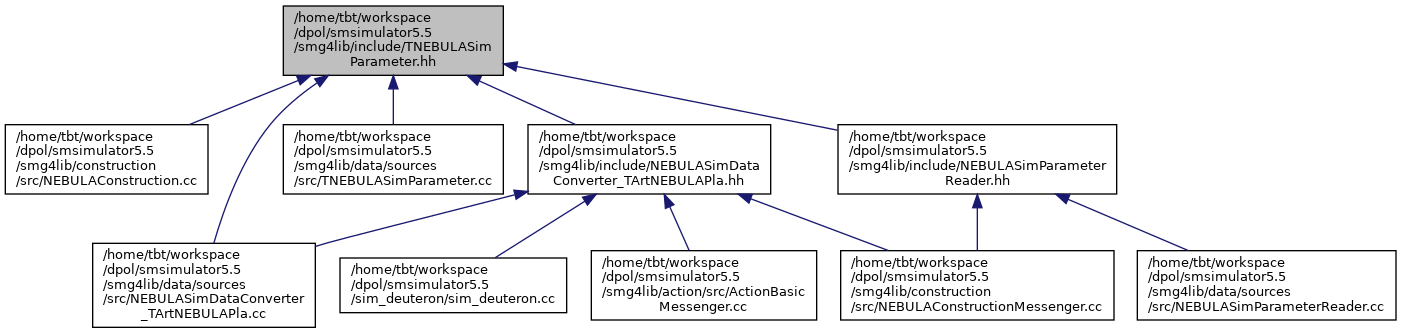 /home/tbt/workspace
/dpol/smsimulator5.5
/smg4lib/include/TNEBULASim
Parameter.hh
/home/tbt/workspace
/dpol/smsimulator5.5
/smg4lib/construction
/src/NEBULAConstruction.cc
/home/tbt/workspace
/dpol/smsimulator5.5
/smg4lib/data/sources
/src/TNEBULASimParameter.cc
/home/tbt/workspace
/dpol/smsimulator5.5
/smg4lib/include/NEBULASimData
Converter_TArtNEBULAPla.hh
/home/tbt/workspace
/dpol/smsimulator5.5
/smg4lib/include/NEBULASimParameter
Reader.hh
/home/tbt/workspace
/dpol/smsimulator5.5
/smg4lib/data/sources
/src/NEBULASimDataConverter
_TArtNEBULAPla.cc
/home/tbt/workspace
/dpol/smsimulator5.5
/sim_deuteron/sim_deuteron.cc
/home/tbt/workspace
/dpol/smsimulator5.5
/smg4lib/action/src/ActionBasic
Messenger.cc
/home/tbt/workspace
/dpol/smsimulator5.5
/smg4lib/construction
/src/NEBULAConstructionMessenger.cc
/home/tbt/workspace
/dpol/smsimulator5.5
/smg4lib/data/sources
/src/NEBULASimParameterReader.cc